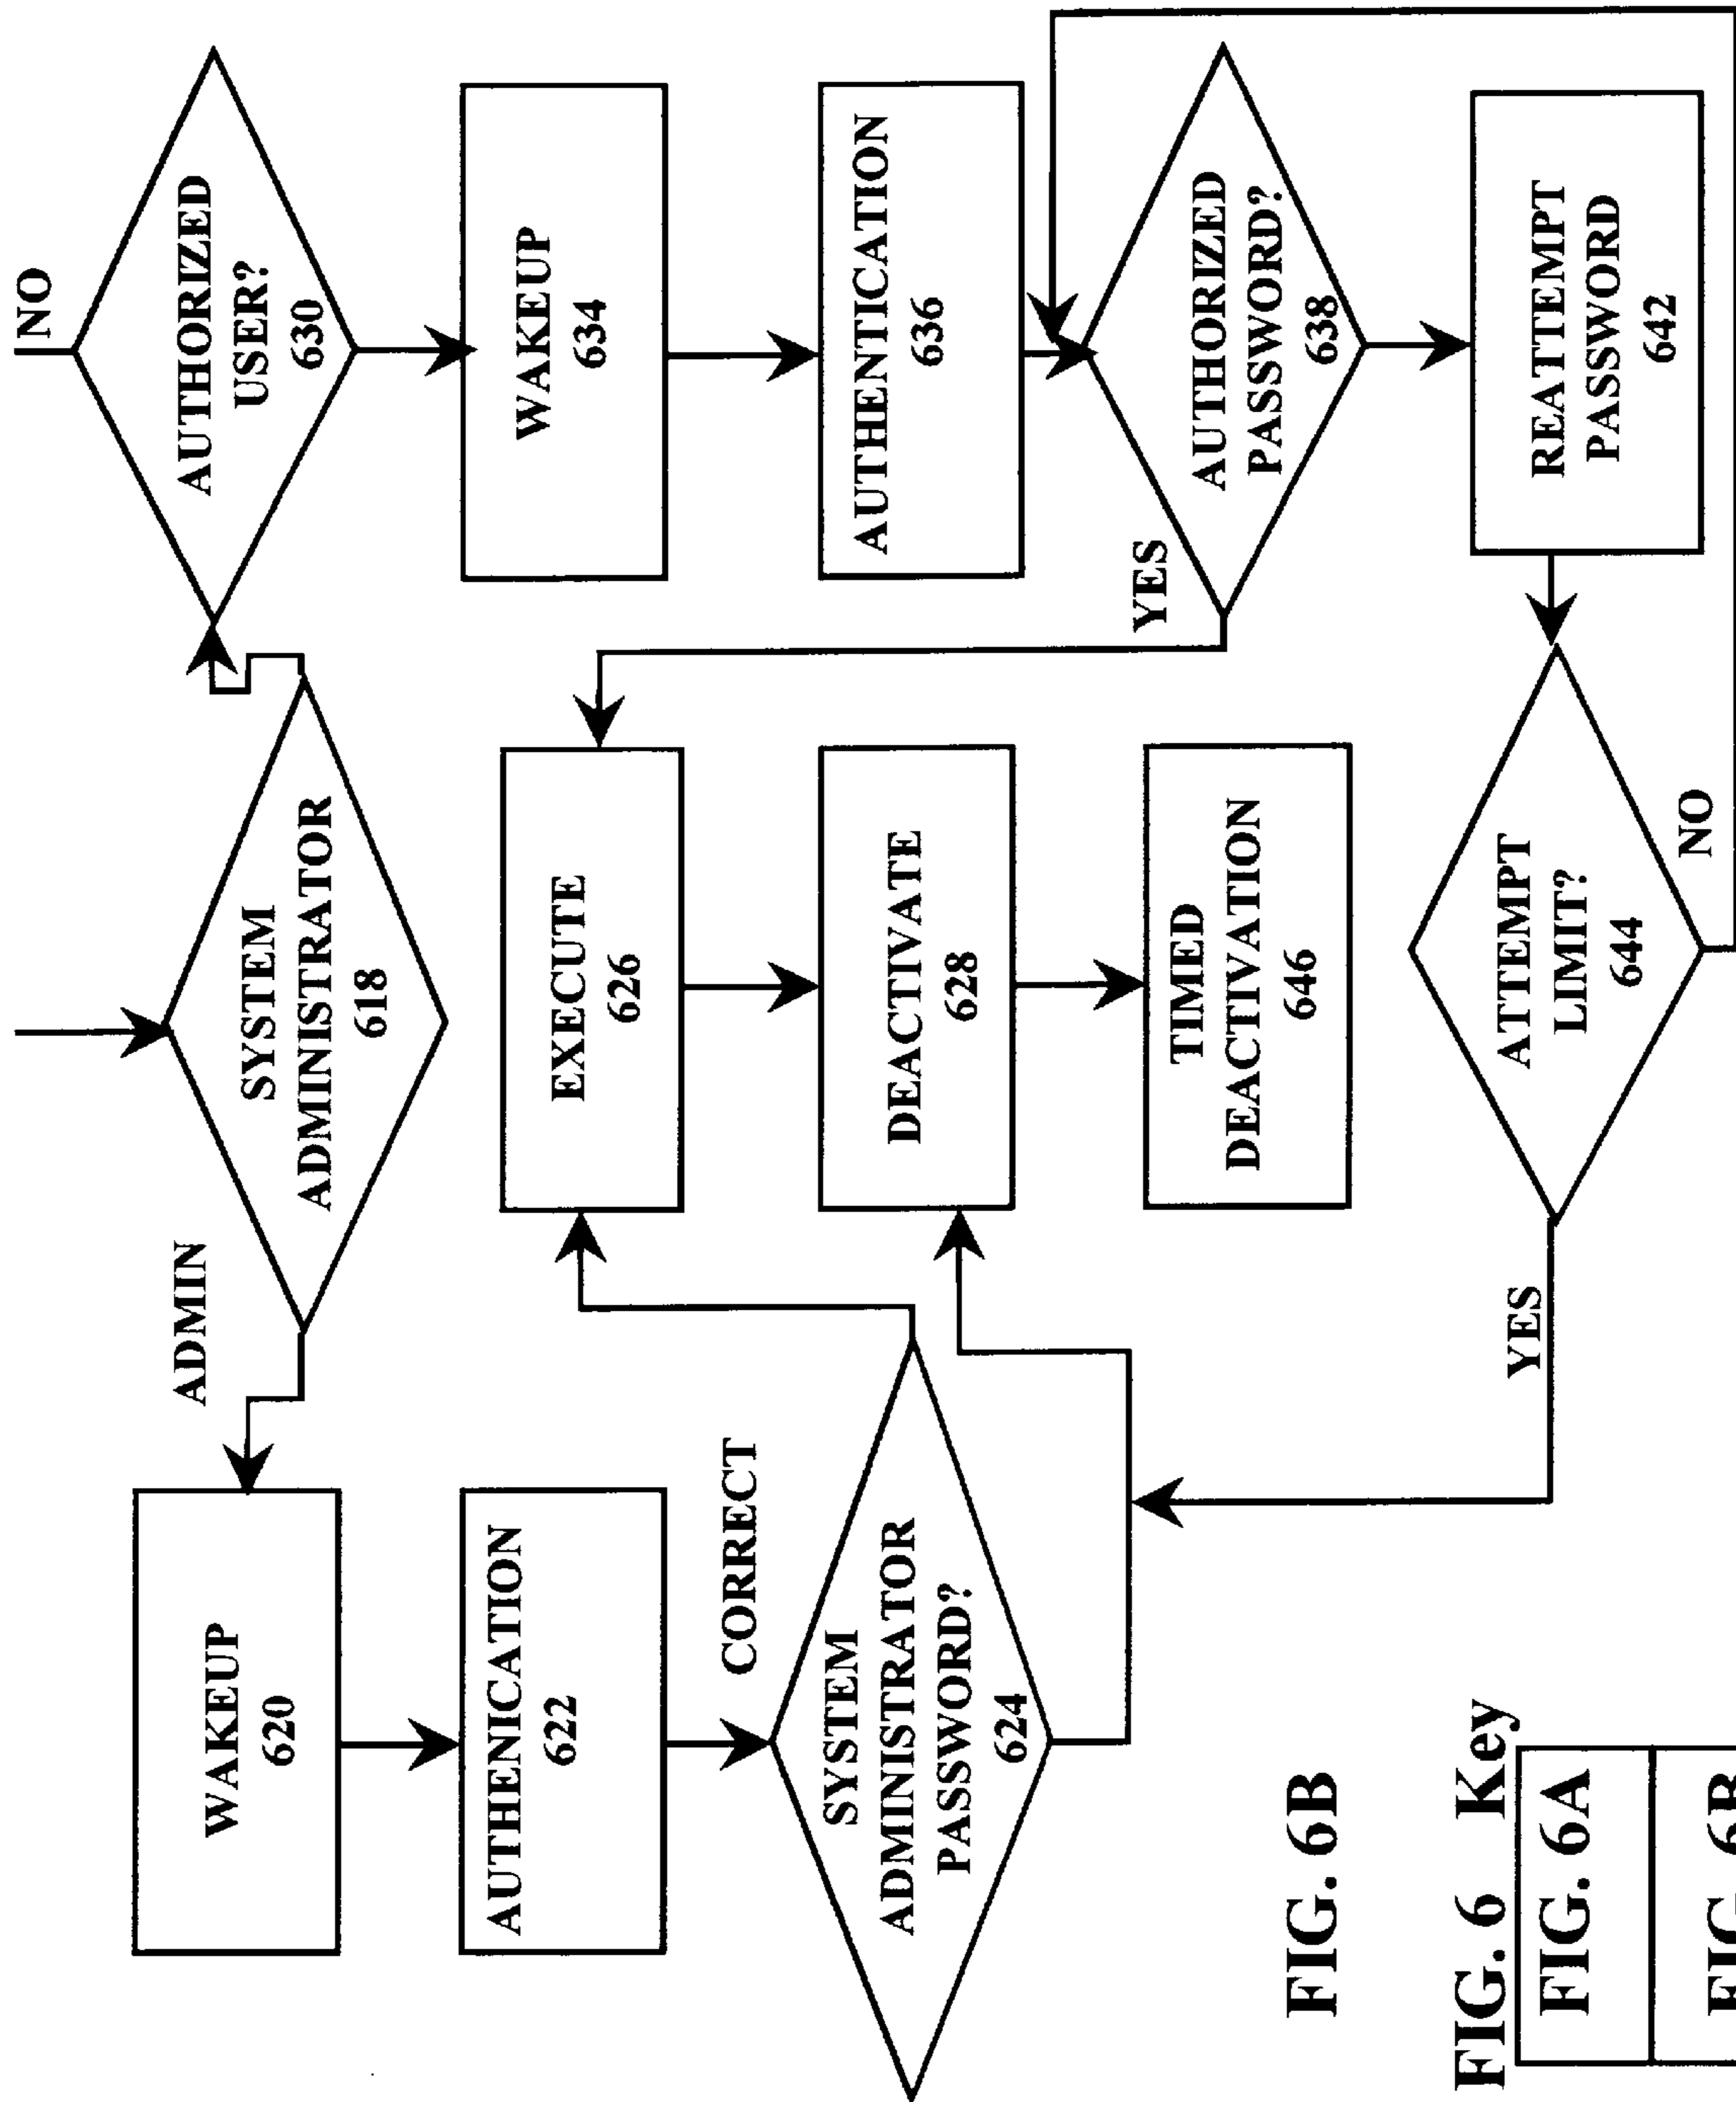 NO
ADMIN
WAKEUP
620
SYSTEM
ADMINISTRATOR
618
AUTHORIZED
USER?
630
AUTHENICATION
622
EXECUTE
626
WAKEUP
634
CORRECT
SYSTEM
ADMINISTRATOR
PASSWORD?
624
DEACTIVATE
628
AUTHENTICATION
636
YES
TIMED
DEACTIVATION
646
AUTHORIZED
PASSWORD?
638
YES
ATTEMPT
LIMIT?
644
NO
REATTEMPT
PASSWORD
642
FIG. 6B
FIG. 6 Key
FIG. 6A
FIG. 6B